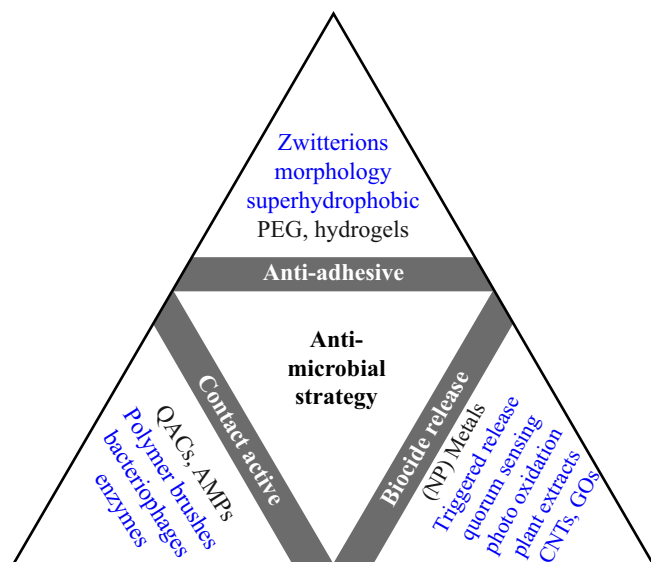 Zwitterions
morphology
superhydrophobic
PEG, hydrogels
Anti-adhesive
Anti-
microbial
strategy
Contact active
QACs, AMPs
Polymer brushes
bacteriophages
enzymes
Biocide release
(NP) Metals
Triggered release
quorum sensing
photo oxidation
plant extracts
CNTs, GOs